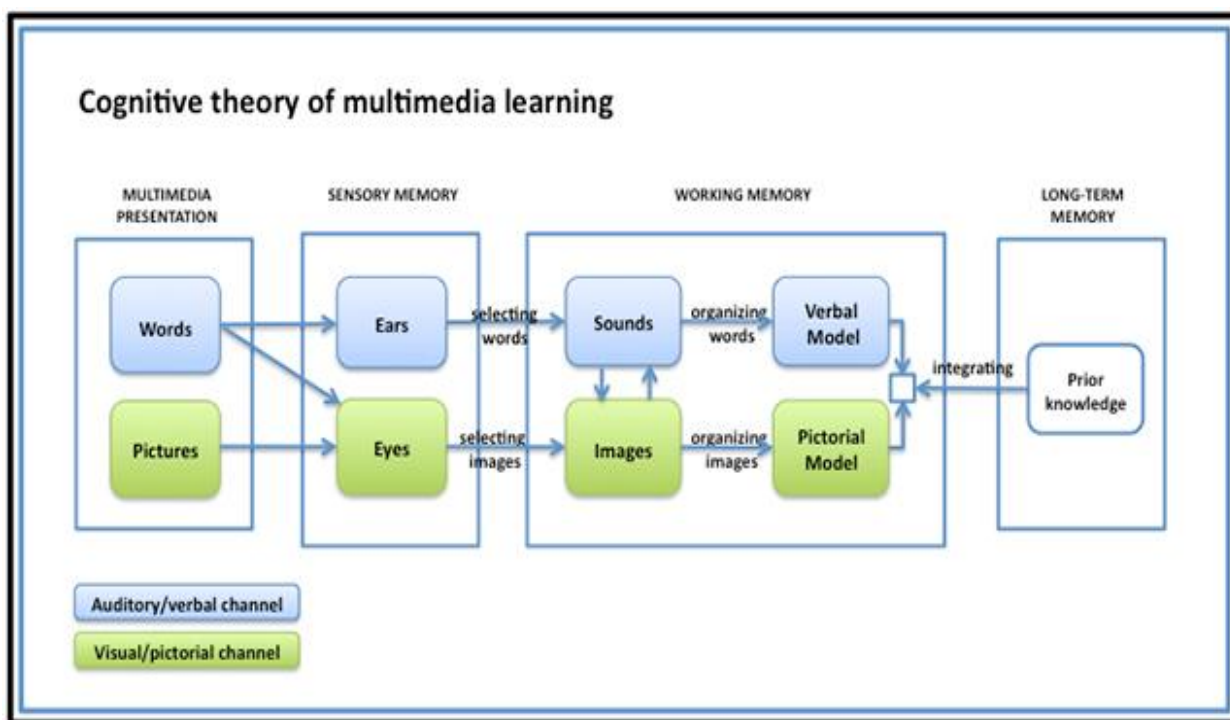 Cognitive theory of multimedia learning
MULTIMEDIA
PRESENTATION
SENSORY MEMORY
WORKING MEMORY
LONG-TERM
MEMORY
Words
Ears
selecting
words
Sounds
organizing
words
Verbal
Model
integrating
Prior
knowledge
Pictures
Eyes
selecting
images
Images
organizing
images
Pictorial
Model
Auditory/verbal channel
Visual/pictorial channel